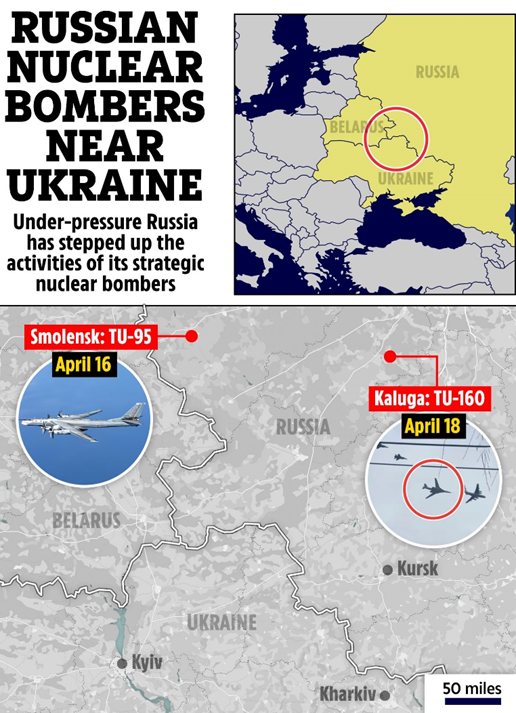 RUSSIAN
NUCLEAR
BOMBERS
NEAR
UKRAINE
Under-pressure Russia
has stepped up the
activities of its strategic
nuclear bombers
RUSSIA
BELARUS
UKRAINE
Smolensk: TU-95
April 16
Kaluga: TU-160
April 18
RUSSIA
BELARUS
Kursk
UKRAINE
Kyiv
Kharkiv
50 miles